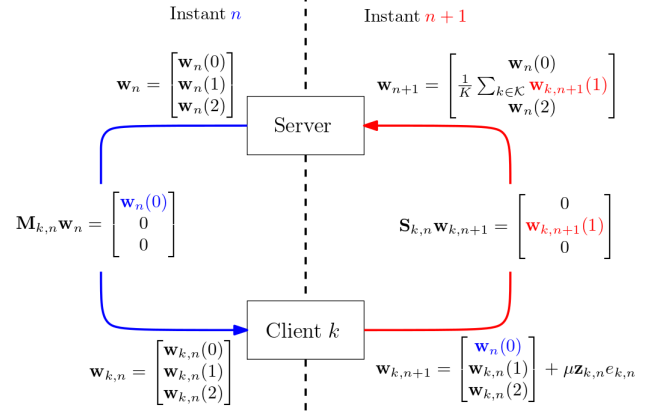 Instant n
Instant n + 1
w_n = [w_n(0)
w_n(1)
w_n(2)]
w_{n+1} = [w_n(0)
1/K ∑_{k∈𝒦} w_{k,n+1}(1)
w_n(2)]
Server
M_{k,n}w_n = [w_n(0)
0
0]
S_{k,n}w_{k,n+1} = [0
w_{k,n+1}(1)
0]
Client k
w_{k,n} = [w_{k,n}(0)
w_{k,n}(1)
w_{k,n}(2)]
w_{k,n+1} = [w_n(0)
w_{k,n}(1)
w_{k,n}(2)] + μz_{k,n}e_{k,n}